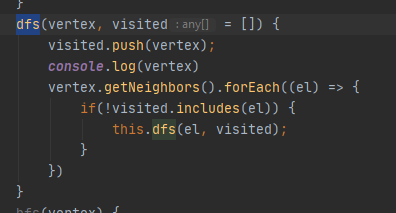 }
dfs(vertex, visited : any[] = []) {
visited.push(vertex);
console.log(vertex)
vertex.getNeighbors().forEach((el) => {
if(!visited.includes(el)) {
this.dfs(el, visited);
}
})
}
bfs(vertex) {